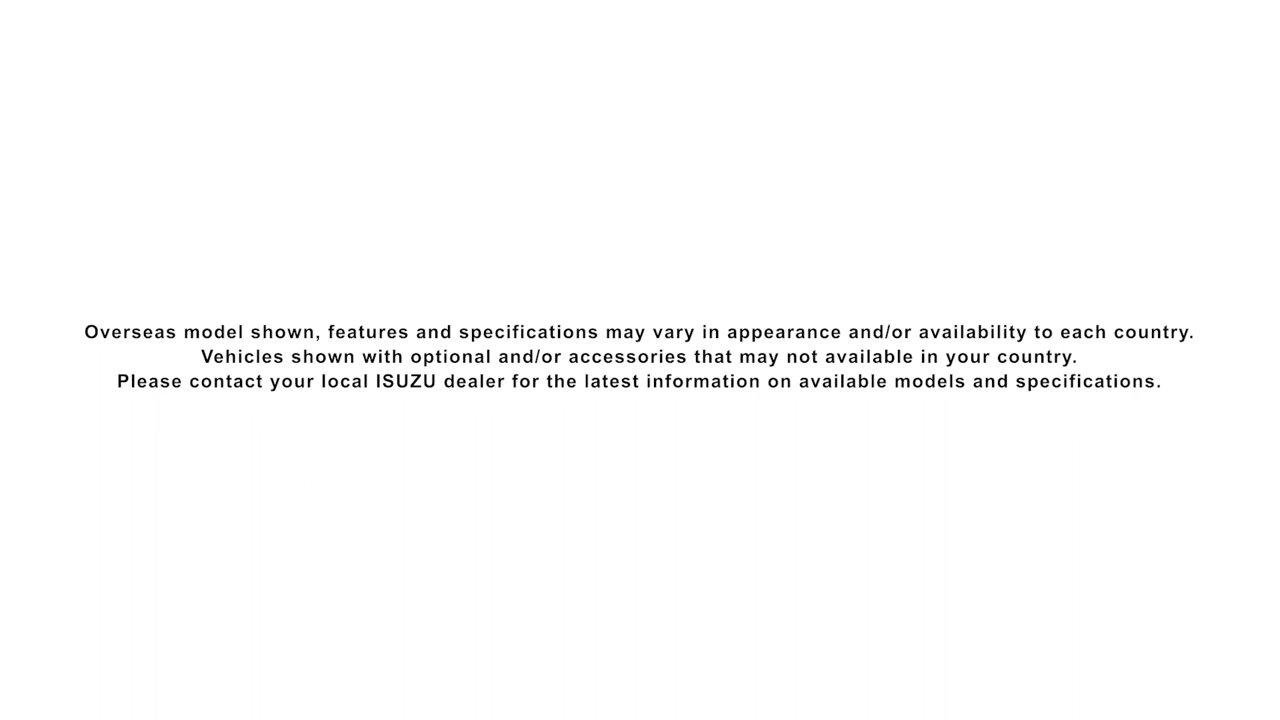 Overseas model shown, features and specifications may vary in appearance and/or availability to each country.
Vehicles shown with optional and/or accessories that may not available in your country.
Please contact your local ISUZU dealer for the latest information on available models and specifications.